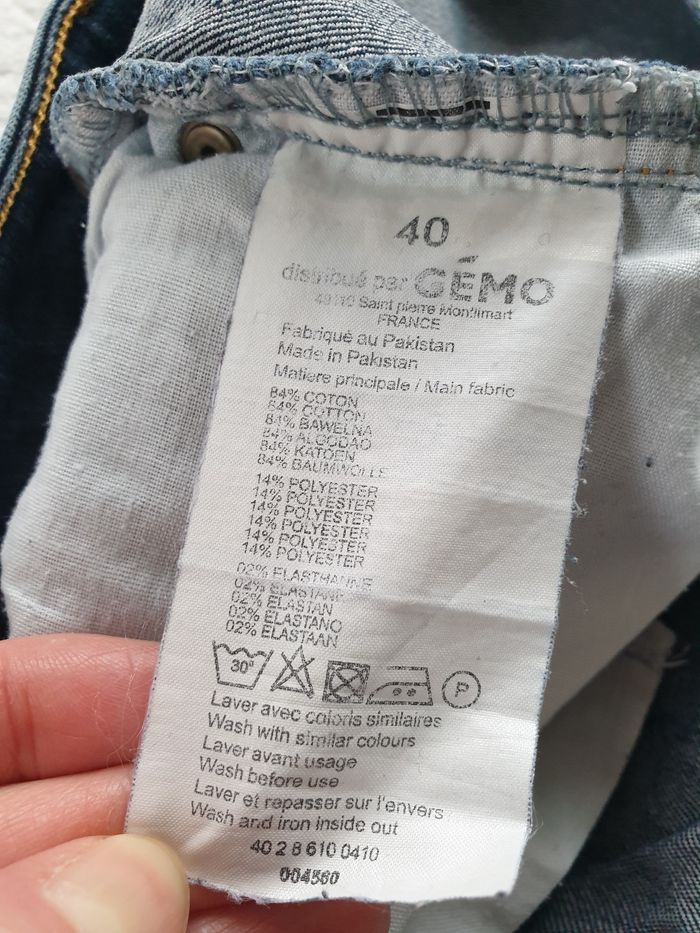 40
distribué par GÉMO
49110 Saint pierre Montlimart
FRANCE
Fabriqué au Pakistan
Made in Pakistan
Matière principale / Main fabric
84% COTON
84% COTTON
84% BAWELNA
84% ALGODAO
84% KATOEN
84% BAUMWOLLE
14% POLYESTER
14% POLYESTER
14% POLYESTER
14% POLYESTER
14% POLYESTER
14% POLYESTER
02% ELASTHANNE
02% ELASTANE
02% ELASTAN
02% ELASTANO
02% ELASTAAN
30° P
Laver avec coloris similaires
Wash with similar colours
Laver avant usage
Wash before use
Laver et repasser sur l'envers
Wash and iron inside out
40 2 8 610 0410
004560